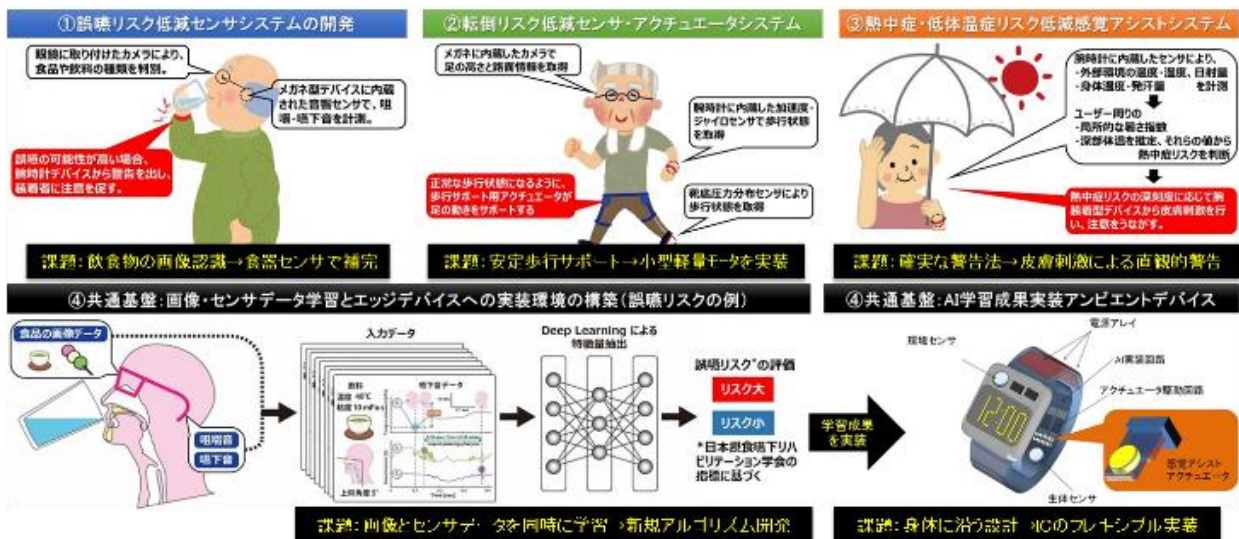 ①誤嚥リスク低減センサシステムの開発
眼鏡に取り付けたカメラにより、
食品や飲料の種類を判別。
メガネ型デバイスに内蔵
された音響センサで、咀
嚼・嚥下音を計測。
誤嚥の可能性が高い場合、
腕時計デバイスから警告を出し、
装着者に注意を促す。
課題：飲食物の画像認識→食器センサで補完
②転倒リスク低減センサ・アクチュエータシステム
メガネに内蔵したカメラで
足の高さと路面情報を取得
腕時計に内蔵した加速度・
ジャイロセンサで歩行状態
を取得
正常な歩行状態になるように、
歩行サポート用アクチュエータが
足の動きをサポートする
靴底圧力分布センサにより
歩行状態を取得
課題：安定歩行サポート→小型軽量モータを実装
③熱中症・低体温症リスク低減感覚アシストシステム
腕時計に内蔵したセンサにより、
・外部環境の温度・湿度、日射量
・身体温度・発汗量 を計測
ユーザー周りの
・局所的な暑さ指数
・深部体温を推定、それらの値から
熱中症リスクを判断
熱中症リスクの深刻度に応じて腕
装着型デバイスから皮膚刺激を行
い、注意をうながす。
課題：確実な警告法→皮膚刺激による直観的警告
④共通基盤：画像・センサデータ学習とエッジデバイスへの実装環境の構築（誤嚥リスクの例）
食品の画像データ
咀嚼音
嚥下音
入力データ
飲料
温度 40℃
粘度 10 mPa·s
上向角度 5°
嚥下音データ
Time [sec]
Deep Learning による
特徴量抽出
誤嚥リスク*の評価
リスク大
リスク小
*日本摂食嚥下リハ
ビリテーション学会の
指標に基づく
学習成果
を実装
課題：画像とセンサデータを同時に学習→新規アルゴリズム開発
④共通基盤：AI学習成果実装アンビエントデバイス
電源アレイ
環境センサ
AI実装回路
アクチュエータ駆動回路
12:00
感覚アシスト
アクチュエータ
生体センサ
課題：身体に沿う設計→ICのフレキシブル実装